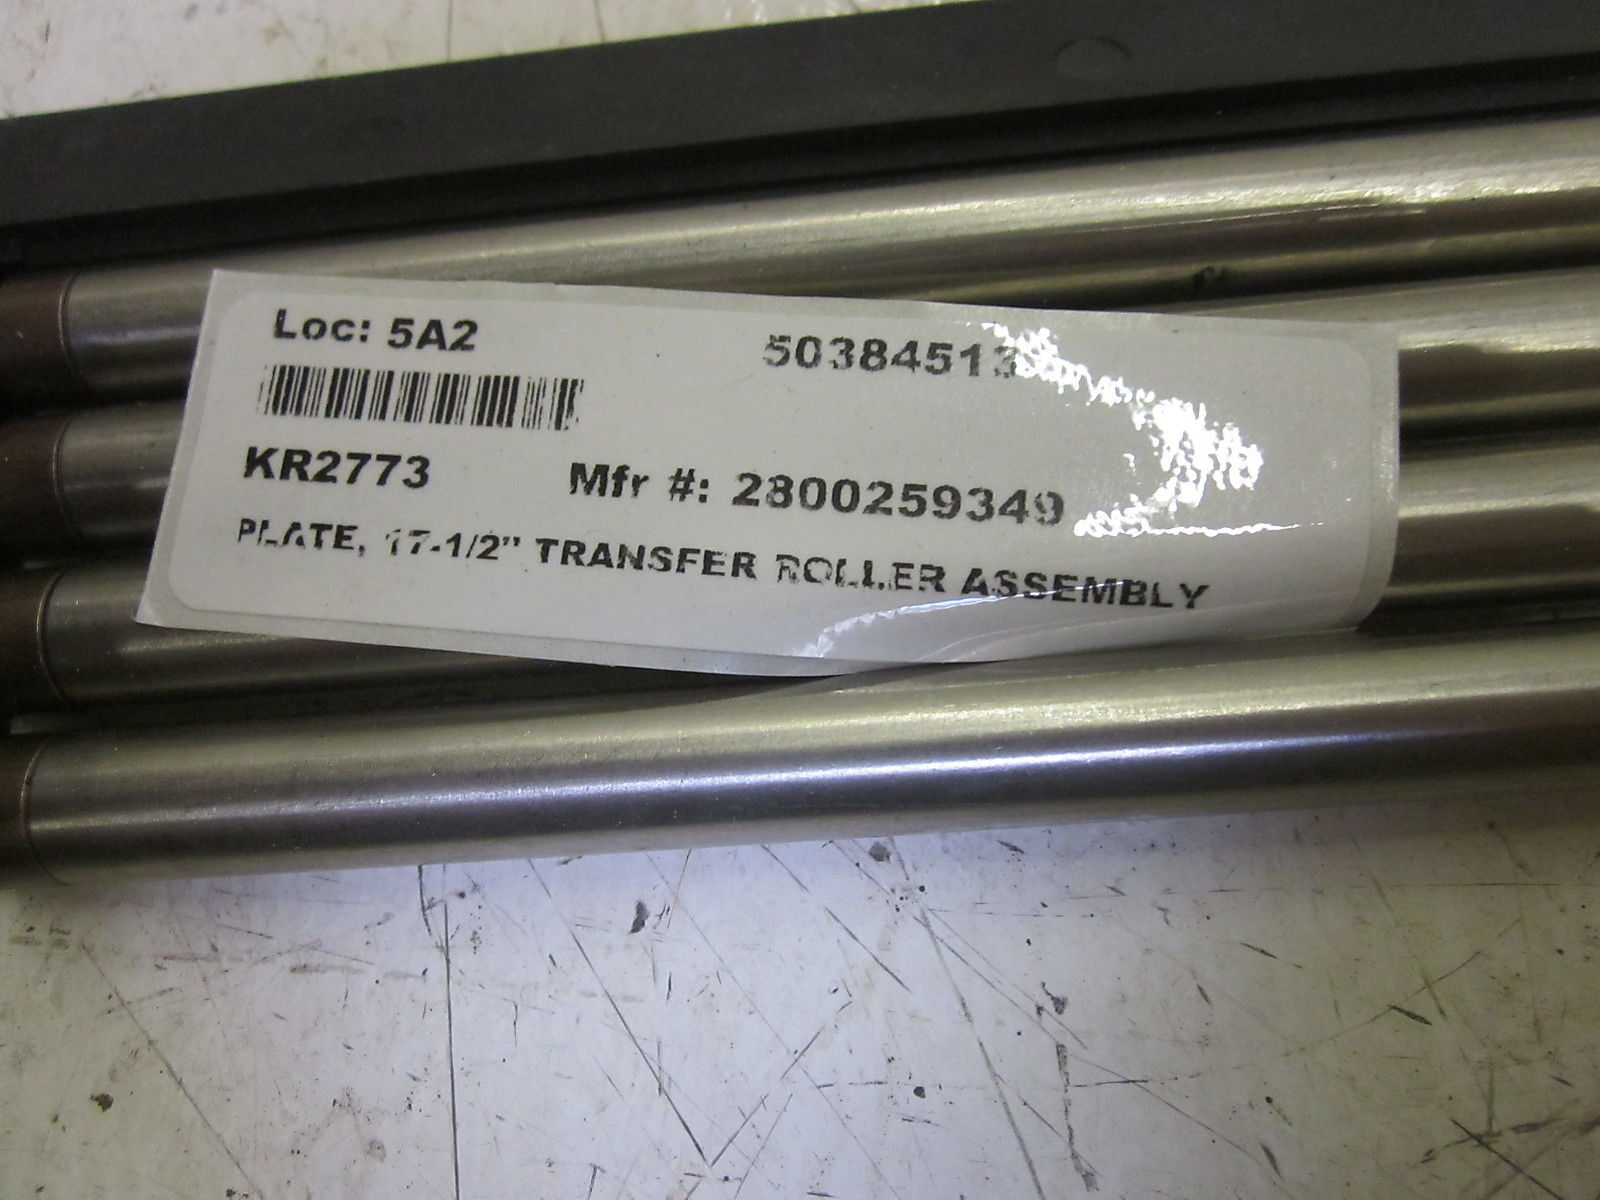 Loc: 5A2 50384513
KR2773 Mfr #: 2800259349
PLATE, 17-1/2" TRANSFER ROLLER ASSEMBLY